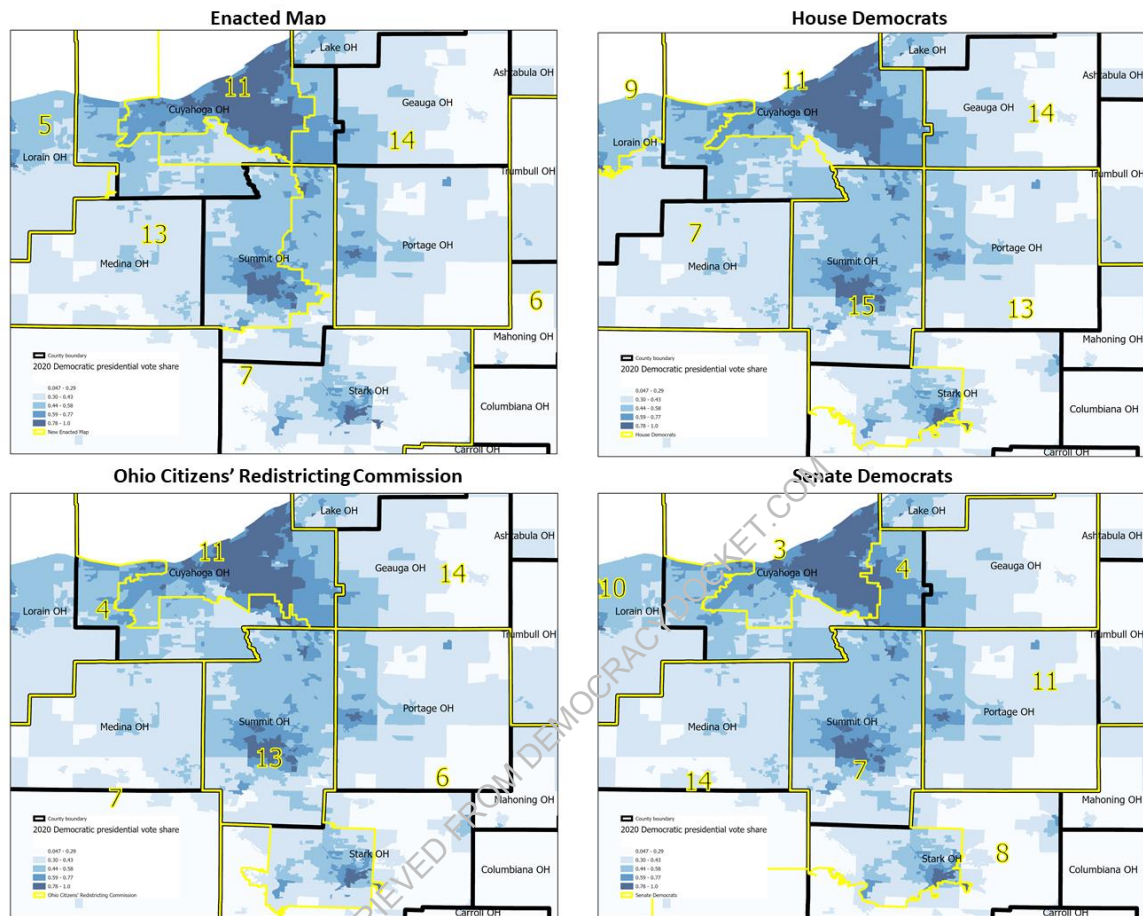 Enacted Map
Lake OH
Ashtabula OH
11
Cuyahoga OH
Geauga OH
5
14
Lorain OH
Trumbull OH
13
Portage OH
Medina OH
Summit OH
6
Mahoning OH
County boundary
2020 Democratic presidential vote share
7
0.047 - 0.29
0.30 - 0.43
0.44 - 0.58
0.59 - 0.77
0.78 - 1.0
New Enacted Map
Stark OH
Columbiana OH
Carroll OH
House Democrats
Lake OH
Ashtabula OH
9
11
Cuyahoga OH
Geauga OH
14
Lorain OH
Trumbull OH
7
Portage OH
Medina OH
Summit OH
15
13
Mahoning OH
County boundary
2020 Democratic presidential vote share
0.047 - 0.29
0.30 - 0.43
0.44 - 0.58
0.59 - 0.77
0.78 - 1.0
House Democrats
Stark OH
Columbiana OH
Carroll OH
Ohio Citizens' Redistricting Commission
Lake OH
Ashtabula OH
11
Cuyahoga OH
Geauga OH
14
Lorain OH
4
Trumbull OH
Medina OH
Summit OH
Portage OH
13
6
7
Mahoning OH
County boundary
2020 Democratic presidential vote share
0.047 - 0.29
0.30 - 0.43
0.44 - 0.58
0.59 - 0.77
0.78 - 1.0
Ohio Citizens' Redistricting Commission
Stark OH
Columbiana OH
Carroll OH
Senate Democrats
Lake OH
Ashtabula OH
3
Cuyahoga OH
4
Geauga OH
10
Lorain OH
Trumbull OH
11
Medina OH
Summit OH
Portage OH
7
14
Mahoning OH
County boundary
2020 Democratic presidential vote share
0.047 - 0.29
0.30 - 0.43
0.44 - 0.58
0.59 - 0.77
0.78 - 1.0
Senate Democrats
Stark OH
8
Columbiana OH
Carroll OH
RIEVED FROM DEMOCRACYDOCKET.COM